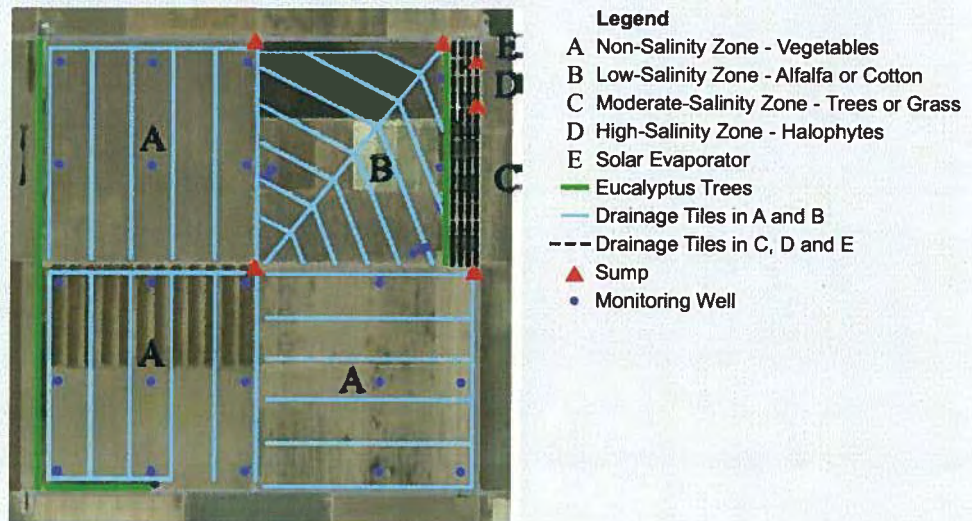 A
B
A
A
E
D
C
Legend
A Non-Salinity Zone - Vegetables
B Low-Salinity Zone - Alfalfa or Cotton
C Moderate-Salinity Zone - Trees or Grass
D High-Salinity Zone - Halophytes
E Solar Evaporator
Eucalyptus Trees
Drainage Tiles in A and B
Drainage Tiles in C, D and E
Sump
Monitoring Well